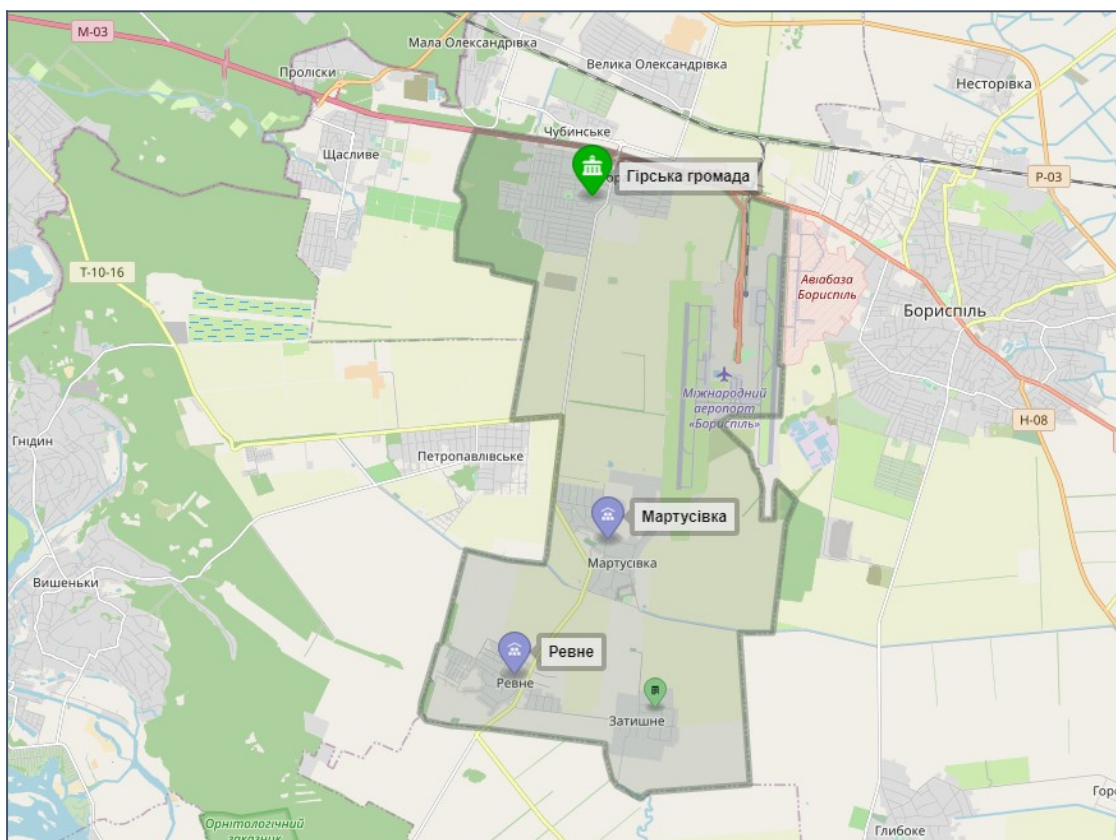 М-03
Мала Олександрівка
Проліски
Велика Олександрівка
Несторівка
Чубинське
Щасливе
Гірська громада
Р-03
Т-10-16
Авіабаза
Бориспіль
Бориспіль
Міжнародний
аеропорт
«Бориспіль»
Н-08
Гнідин
Петропавлівське
Мартусівка
Мартусівка
Вишеньки
Ревне
Ревне
Затишне
Орнітологічний
заказник
Глибоке